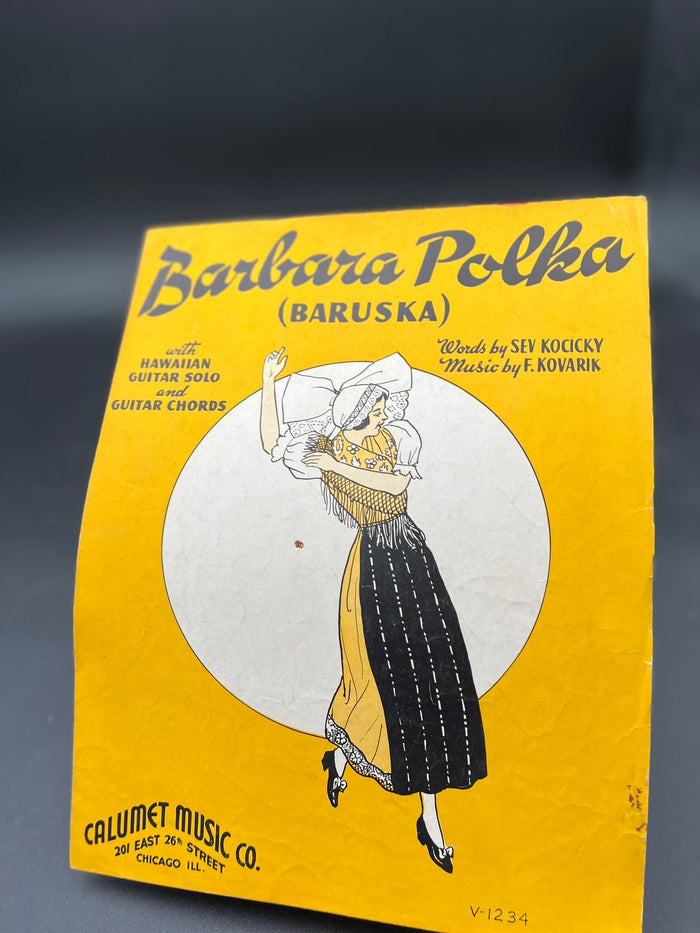 Barbara Polka
(BARUSKA)
with
HAWAIIAN
GUITAR SOLO
and
GUITAR CHORDS
Words by SEV KOCICKY
Music by F. KOVARIK
CALUMET MUSIC CO.
201 EAST 26th STREET
CHICAGO ILL.
V-1234